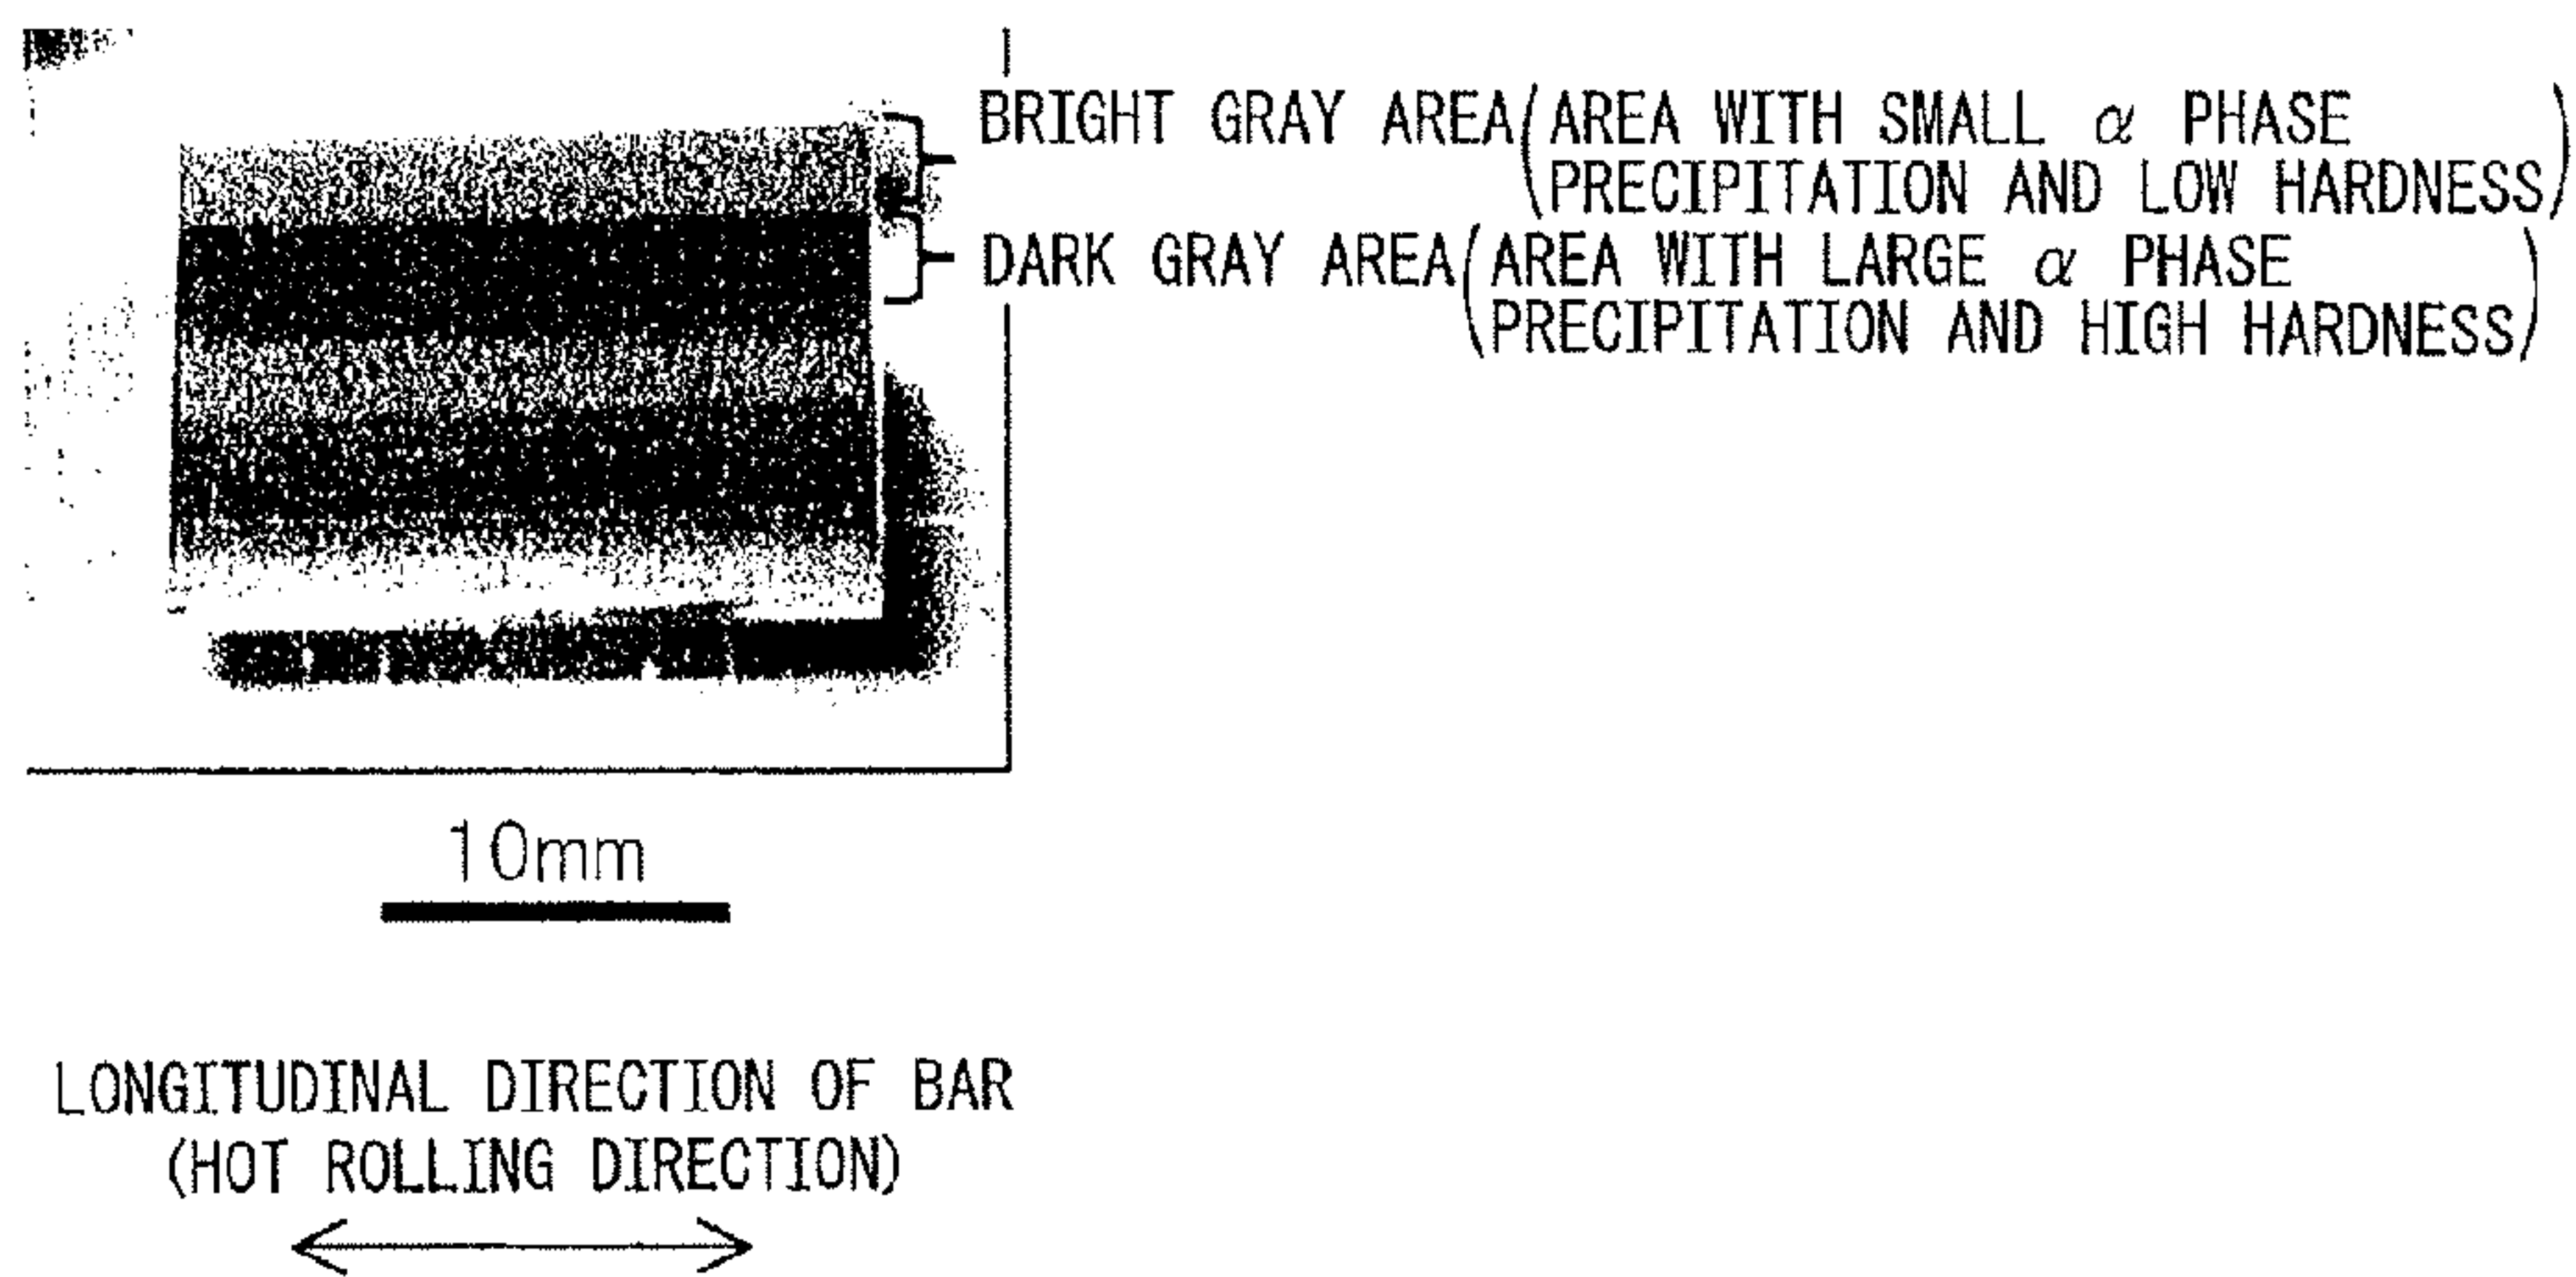 BRIGHT GRAY AREA (AREA WITH SMALL α PHASE
PRECIPITATION AND LOW HARDNESS)
DARK GRAY AREA (AREA WITH LARGE α PHASE
PRECIPITATION AND HIGH HARDNESS)
10mm
LONGITUDINAL DIRECTION OF BAR
(HOT ROLLING DIRECTION)